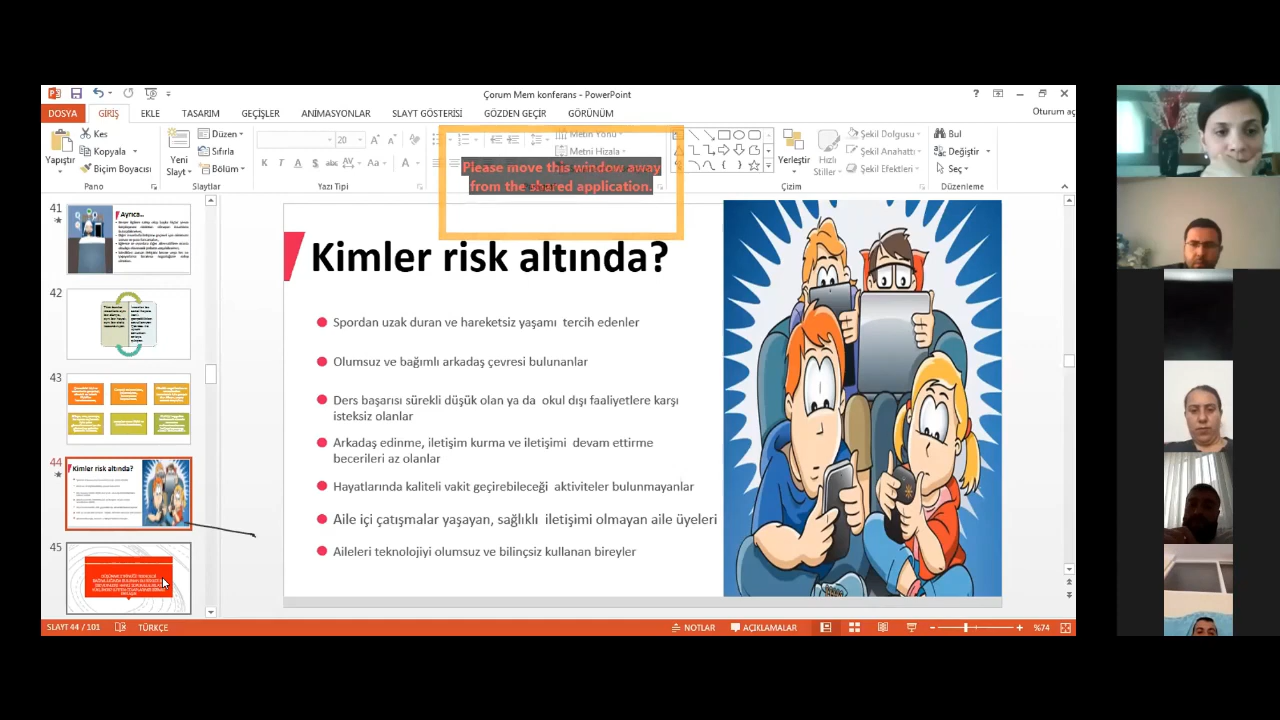 Çorum Mem konferans - PowerPoint
DOSYA GİRİŞ EKLE TASARIM GEÇİŞLER ANİMASYONLAR SLAYT GÖSTERİSİ GÖZDEN GEÇİR GÖRÜNÜM Oturum aç
Yapıştır
Kes
Kopyala
Biçim Boyacısı
Pano
Yeni
Slayt
Düzen
Sıfırla
Bölüm
Slaytlar
20
Yazı Tipi
Metin Yönü
Metni Hizala
Please move this window away
from the shared application.
Çizim
Yerleştir
Hızlı
Stiller
Şekil Dolgusu
Şekil Anahattı
Şekil Efektleri
Bul
Değiştir
Seç
Düzenleme
41
Ayrıca...
42
43
44
Kimler risk altında?
45
Kimler risk altında?
Spordan uzak duran ve hareketsiz yaşamı tercih edenler
Olumsuz ve bağımlı arkadaş çevresi bulunanlar
Ders başarısı sürekli düşük olan ya da okul dışı faaliyetlere karşı
isteksiz olanlar
Arkadaş edinme, iletişim kurma ve iletişimi devam ettirme
becerileri az olanlar
Hayatlarında kaliteli vakit geçirebileceği aktiviteler bulunmayanlar
Aile içi çatışmalar yaşayan, sağlıklı iletişimi olmayan aile üyeleri
Aileleri teknolojiyi olumsuz ve bilinçsiz kullanan bireyler
SLAYT 44 / 101 TÜRKÇE NOTLAR AÇIKLAMALAR %74